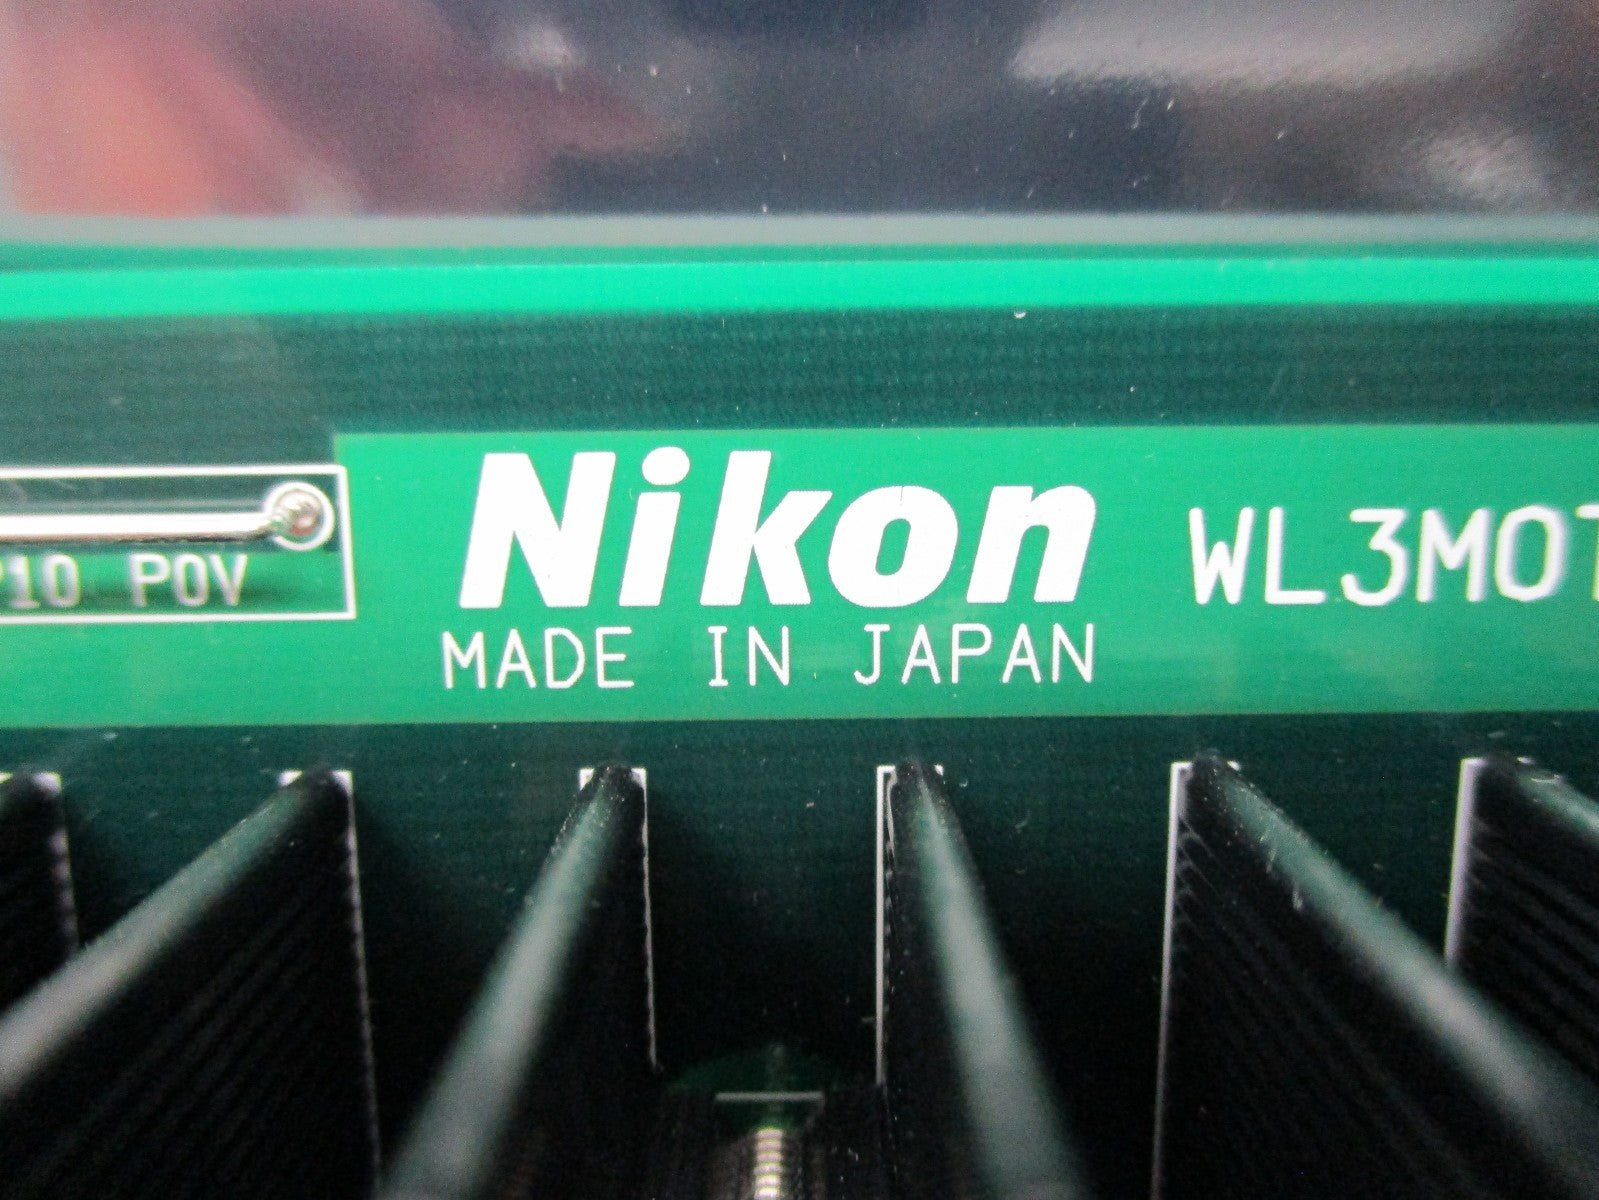 Nikon WL3MOT
MADE IN JAPAN
P10 P0V